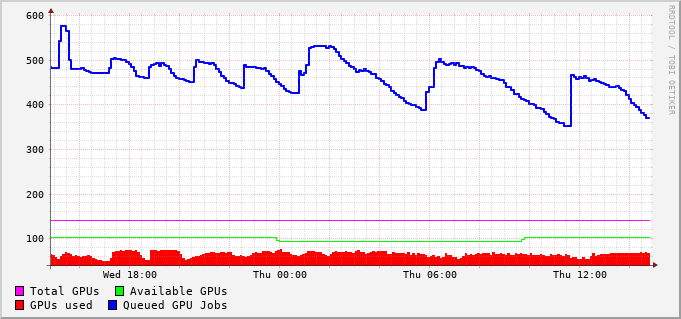 600
500
400
300
200
100
Wed 18:00 Thu 00:00 Thu 06:00 Thu 12:00
Total GPUs Available GPUs
GPUs used Queued GPU Jobs
RRDTOOL / TOBI OETIKER